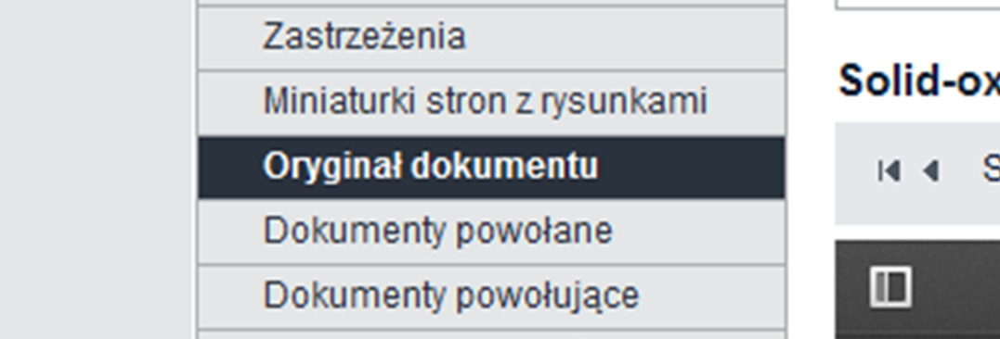 Zastrzeżenia
Miniaturki stron z rysunkami
Oryginał dokumentu
Dokumenty powołane
Dokumenty powołujące
Solid-ox
S